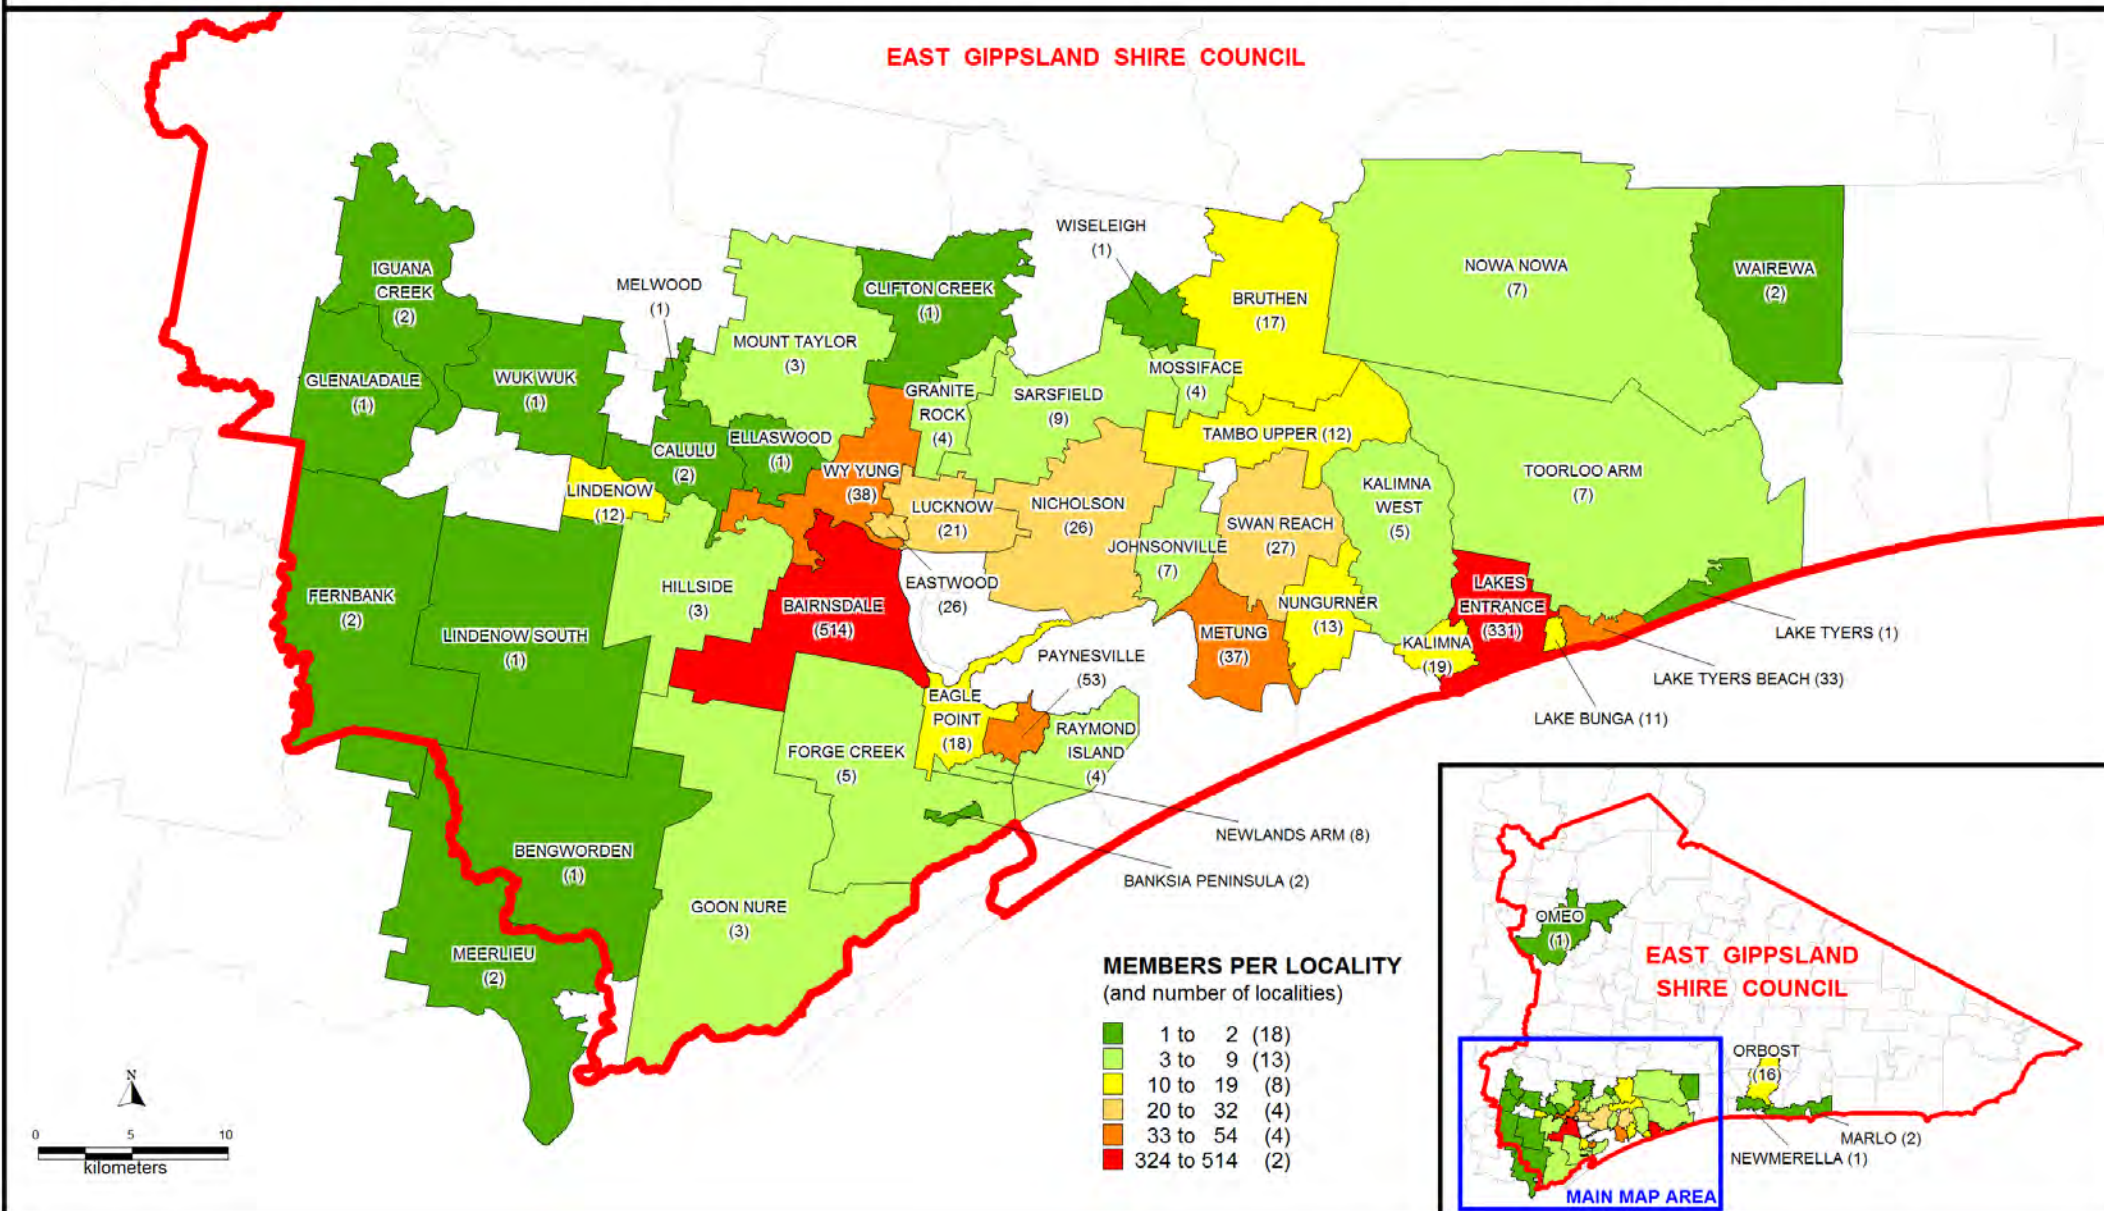 EAST GIPPSLAND SHIRE COUNCIL
WISELEIGH
(1)
IGUANA
CREEK
(2)
MELWOOD
(1)
CLIFTON CREEK
(1)
BRUTHEN
(17)
NOWA NOWA
(7)
WAIREWA
(2)
MOUNT TAYLOR
(3)
GLENALADALE
(1)
WUK WUK
(1)
GRANITE
ROCK
(4)
SARSFIELD
(9)
MOSSIFACE
(4)
TAMBO UPPER (12)
CALULU
(2)
ELLASWOOD
(1)
WY YUNG
(38)
LINDENOW
(12)
LUCKNOW
(21)
NICHOLSON
(26)
KALIMNA
WEST
(5)
TOORLOO ARM
(7)
SWAN REACH
(27)
JOHNSONVILLE
(7)
FERNBANK
(2)
HILLSIDE
(3)
BAIRNSDALE
(514)
EASTWOOD
(26)
LINDENOW SOUTH
(1)
NUNGURNER
(13)
METUNG
(37)
LAKES
ENTRANCE
(331)
KALIMNA
(19)
LAKE TYERS (1)
LAKE TYERS BEACH (33)
LAKE BUNGA (11)
PAYNESVILLE
(53)
EAGLE
POINT
(18)
RAYMOND
ISLAND
(4)
FORGE CREEK
(5)
NEWLANDS ARM (8)
BANKSIA PENINSULA (2)
BENGWORDEN
(1)
GOON NURE
(3)
MEERLIEU
(2)
MEMBERS PER LOCALITY
(and number of localities)
1 to 2 (18)
3 to 9 (13)
10 to 19 (8)
20 to 32 (4)
33 to 54 (4)
324 to 514 (2)
N
0 5 10
kilometers
OMEO
(1)
EAST GIPPSLAND
SHIRE COUNCIL
ORBOST
(16)
MARLO (2)
NEWMERELLA (1)
MAIN MAP AREA